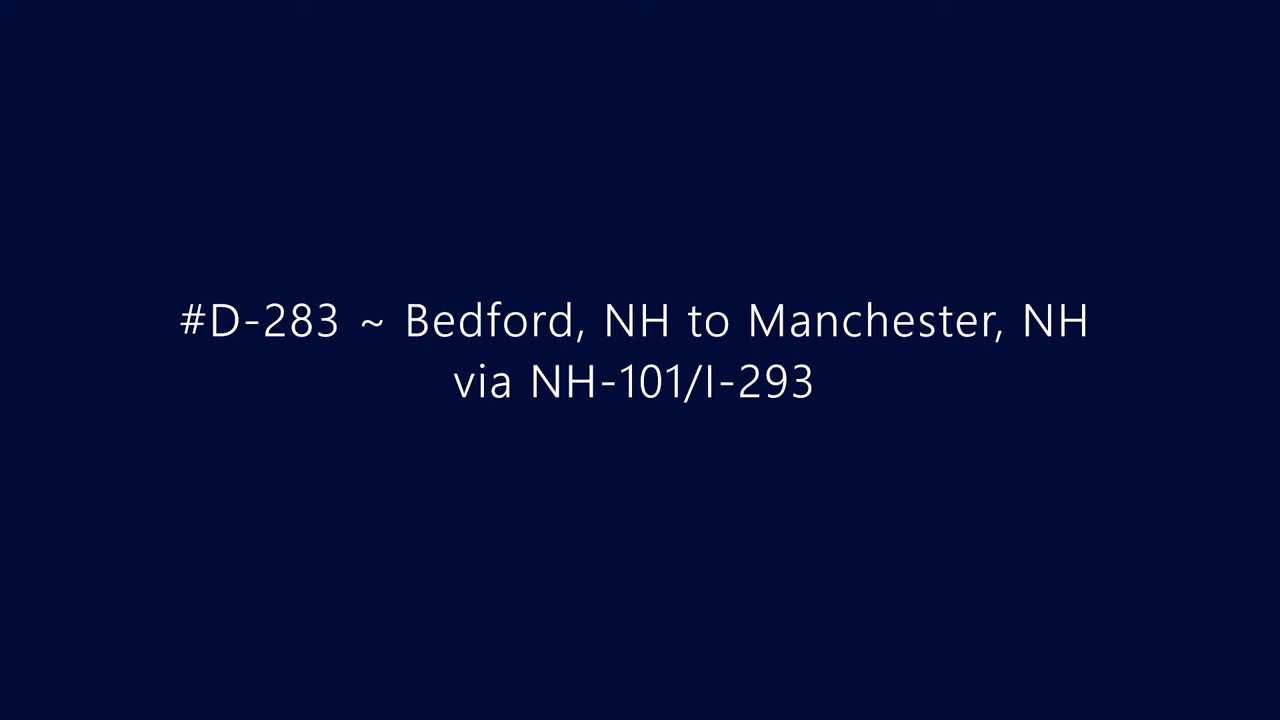 #D-283 ~ Bedford, NH to Manchester, NH
via NH-101/I-293